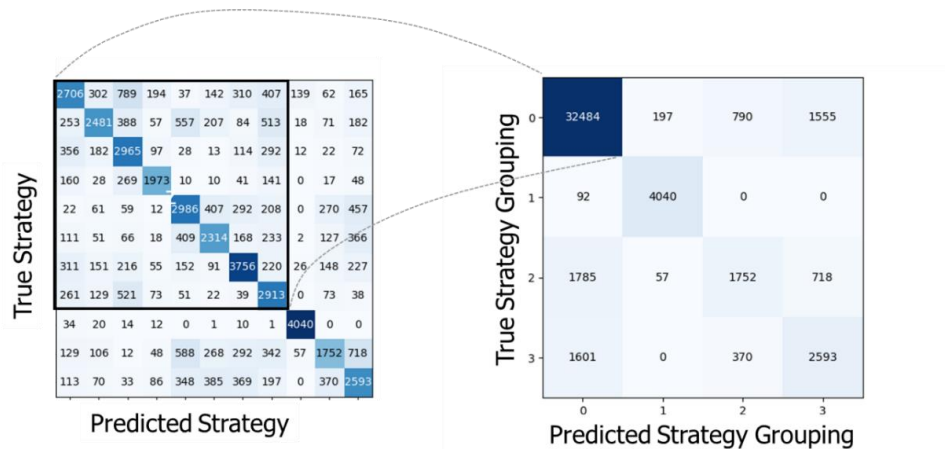 2706 302 789 194 37 142 310 407 139 62 165
253 2481 388 57 557 207 84 513 18 71 182
356 182 2965 97 28 13 114 292 12 22 72
160 28 269 1973 10 10 41 141 0 17 48
22 61 59 12 2986 407 292 208 0 270 457
111 51 66 18 409 2314 168 233 2 127 366
311 151 216 55 152 91 3756 220 26 148 227
261 129 521 73 51 22 39 2913 0 73 38
34 20 14 12 0 1 10 1 4040 0 0
129 106 12 48 588 268 292 342 57 1752 718
113 70 33 86 348 385 369 197 0 370 2593
True Strategy
Predicted Strategy
True Strategy Grouping
0 32484 197 790 1555
1 92 4040 0 0
2 1785 57 1752 718
3 1601 0 370 2593
0 1 2 3
Predicted Strategy Grouping